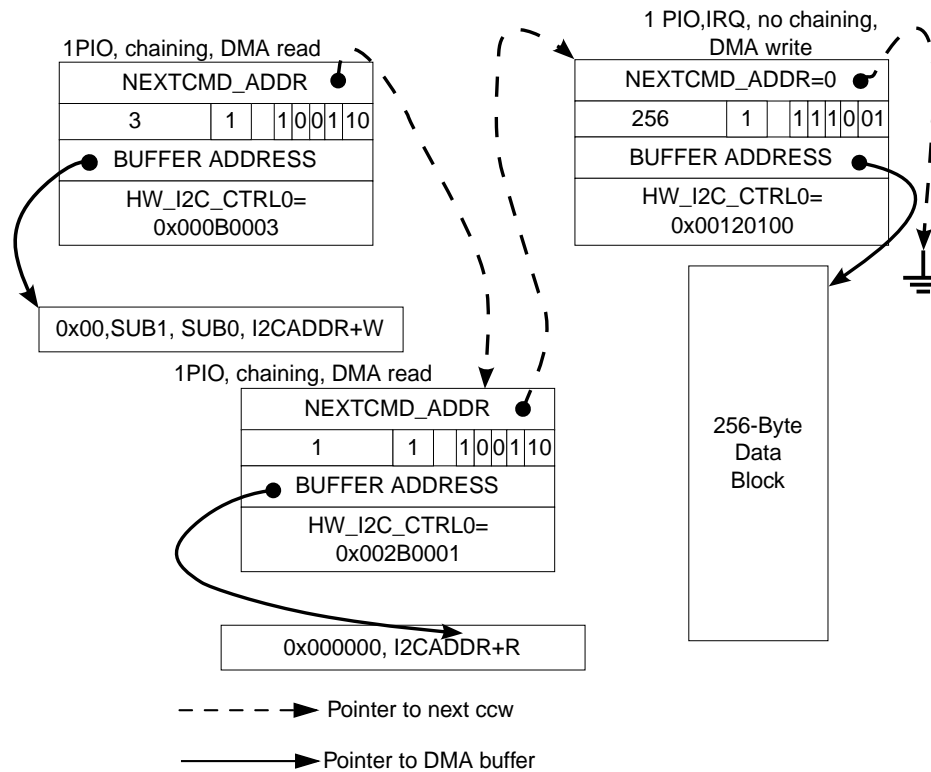 1PIO, chaining, DMA read
NEXTCMD_ADDR
3 1 1 0 0 1 10
BUFFER ADDRESS
HW_I2C_CTRL0=
0x000B0003
0x00,SUB1, SUB0, I2CADDR+W
1PIO, chaining, DMA read
NEXTCMD_ADDR
1 1 1 0 0 1 10
BUFFER ADDRESS
HW_I2C_CTRL0=
0x002B0001
0x000000, I2CADDR+R
1 PIO,IRQ, no chaining,
DMA write
NEXTCMD_ADDR=0
256 1 1 1 1 0 01
BUFFER ADDRESS
HW_I2C_CTRL0=
0x00120100
256-Byte
Data
Block
Pointer to next ccw
Pointer to DMA buffer